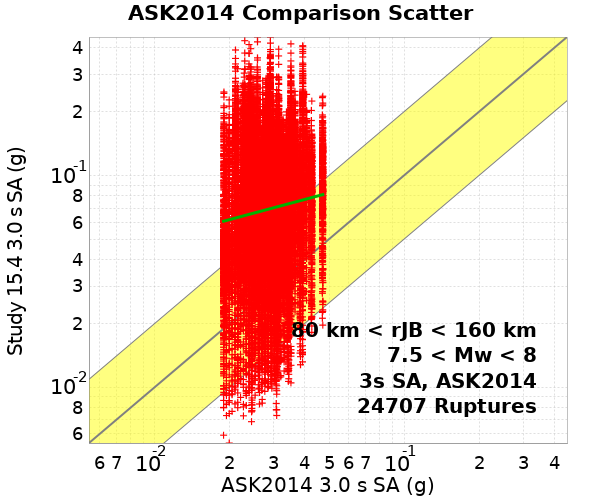 ASK2014 Comparison Scatter
4
3
2
10-1
8
6
4
3
2
10-2
8
6
Study 15.4 3.0 s SA (g)
80 km < rJB < 160 km
7.5 < Mw < 8
3s SA, ASK2014
24707 Ruptures
6 7 10-2 2 3 4 5 6 7 10-1 2 3 4
ASK2014 3.0 s SA (g)